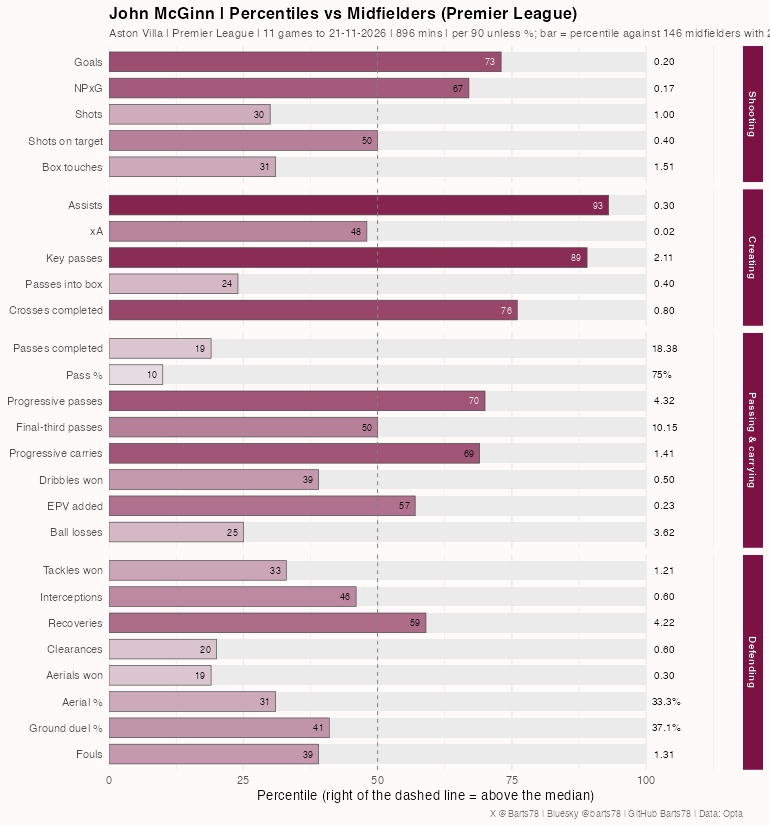 John McGinn | Percentiles vs Midfielders (Premier League)
Aston Villa | Premier League | 11 games to 21-11-2026 | 896 mins | per 90 unless %; bar = percentile against 146 midfielders with 2
Goals 73 0.20
NPxG 67 0.17
Shots 30 1.00
Shots on target 50 0.40
Box touches 31 1.51
Shooting
Assists 93 0.30
xA 48 0.02
Key passes 89 2.11
Passes into box 24 0.40
Crosses completed 76 0.80
Creating
Passes completed 19 18.38
Pass % 10 75%
Progressive passes 70 4.32
Final-third passes 50 10.15
Progressive carries 69 1.41
Dribbles won 39 0.50
EPV added 57 0.23
Ball losses 25 3.62
Passing & carrying
Tackles won 33 1.21
Interceptions 46 0.60
Recoveries 59 4.22
Clearances 20 0.60
Aerials won 19 0.30
Aerial % 31 33.3%
Ground duel % 41 37.1%
Fouls 39 1.31
Defending
0 25 50 75 100
Percentile (right of the dashed line = above the median)
X @Barts78 | Bluesky @barts78 | GitHub Barts78 | Data: Opta